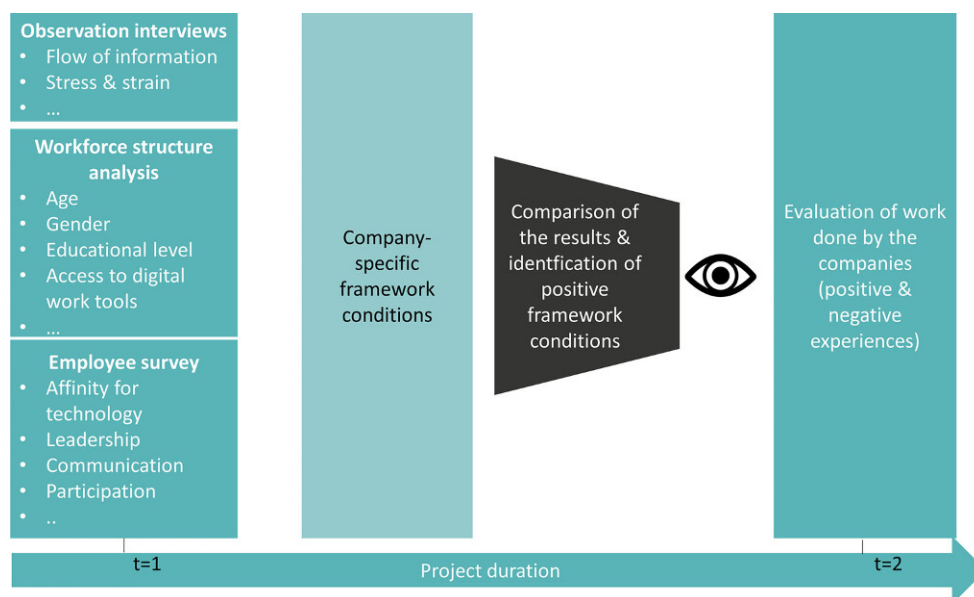 Observation interviews
• Flow of information
• Stress & strain
• ...
Workforce structure
analysis
• Age
• Gender
• Educational level
• Access to digital
work tools
• ...
Employee survey
• Affinity for
technology
• Leadership
• Communication
• Participation
• ..
Company-
specific
framework
conditions
Comparison of
the results &
identfication of
positive
framework
conditions
Evaluation of work
done by the
companies
(positive &
negative
experiences)
t=1
Project duration
t=2